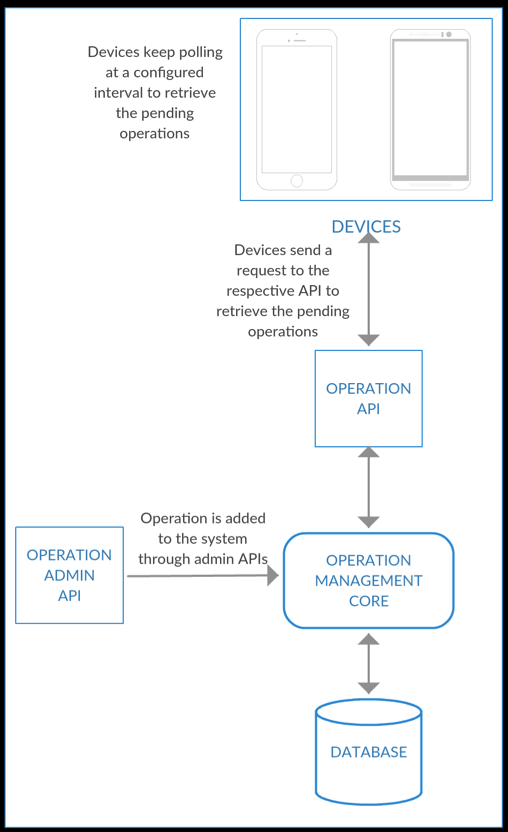 Devices keep polling
at a configured
interval to retrieve
the pending
operations
DEVICES
Devices send a
request to the
respective API to
retrieve the pending
operations
OPERATION
API
Operation is added
to the system
through admin APIs
OPERATION
ADMIN
API
OPERATION
MANAGEMENT
CORE
DATABASE